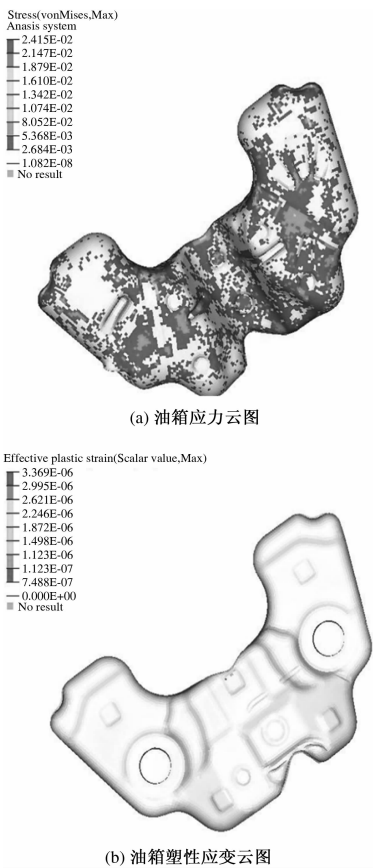 Stress(vonMises,Max)
Anasis system
2.415E-02
2.147E-02
1.879E-02
1.610E-02
1.342E-02
1.074E-02
8.052E-02
5.368E-03
2.684E-03
1.082E-08
No result
(a) 油箱应力云图
Effective plastic strain(Scalar value,Max)
3.369E-06
2.995E-06
2.621E-06
2.246E-06
1.872E-06
1.498E-06
1.123E-06
1.123E-07
7.488E-07
0.000E+00
No result
(b) 油箱塑性应变云图